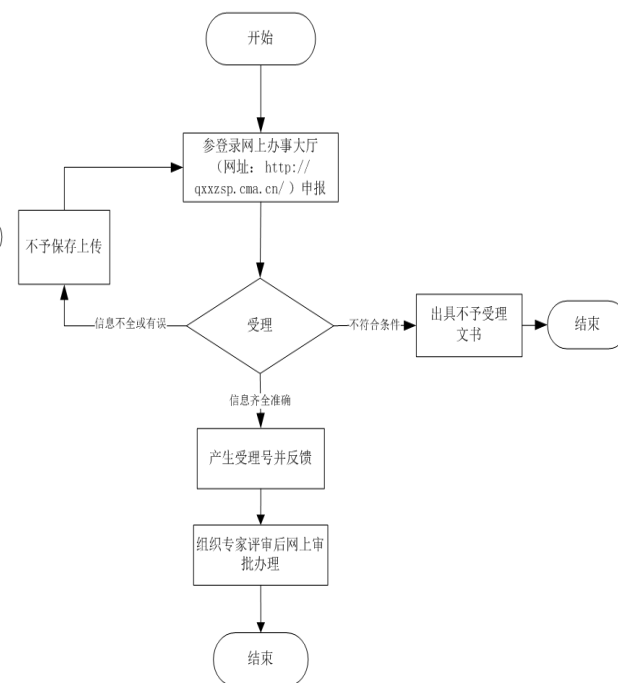 开始
参登录网上办事大厅
（网址： http://
qxxzsp.cma.cn/ ）申报
不予保存上传
信息不全或有误
受理
不符合条件
出具不予受理
文书
结束
信息齐全准确
产生受理号并反馈
组织专家评审后网上审
批办理
结束